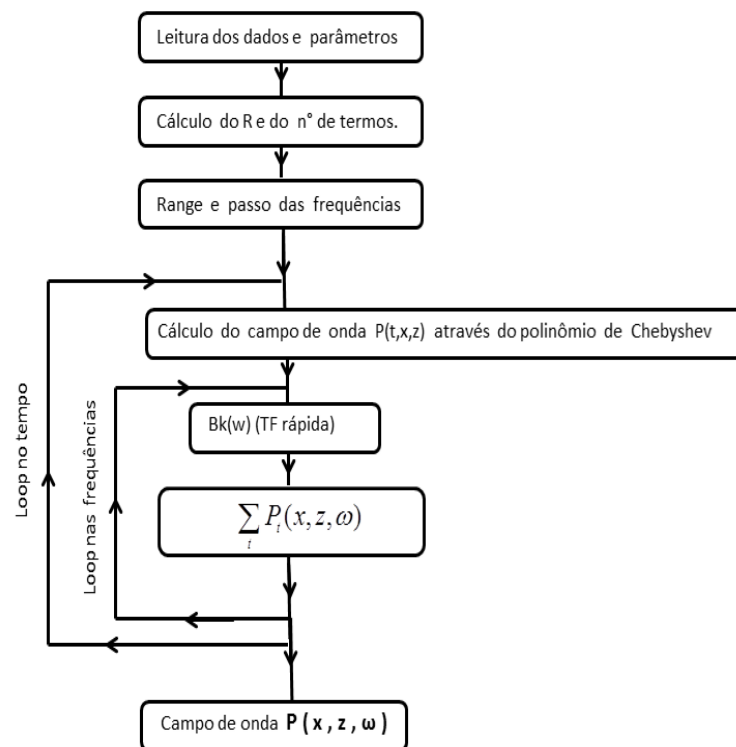 Leitura dos dados e parâmetros
Cálculo do R e do n° de termos.
Range e passo das frequências
Cálculo do campo de onda P(t,x,z) através do polinômio de Chebyshev
Loop no tempo
Loop nas frequências
Bk(w) (TF rápida)
∑_t P_t(x, z, ω)
Campo de onda P ( x , z , ω )